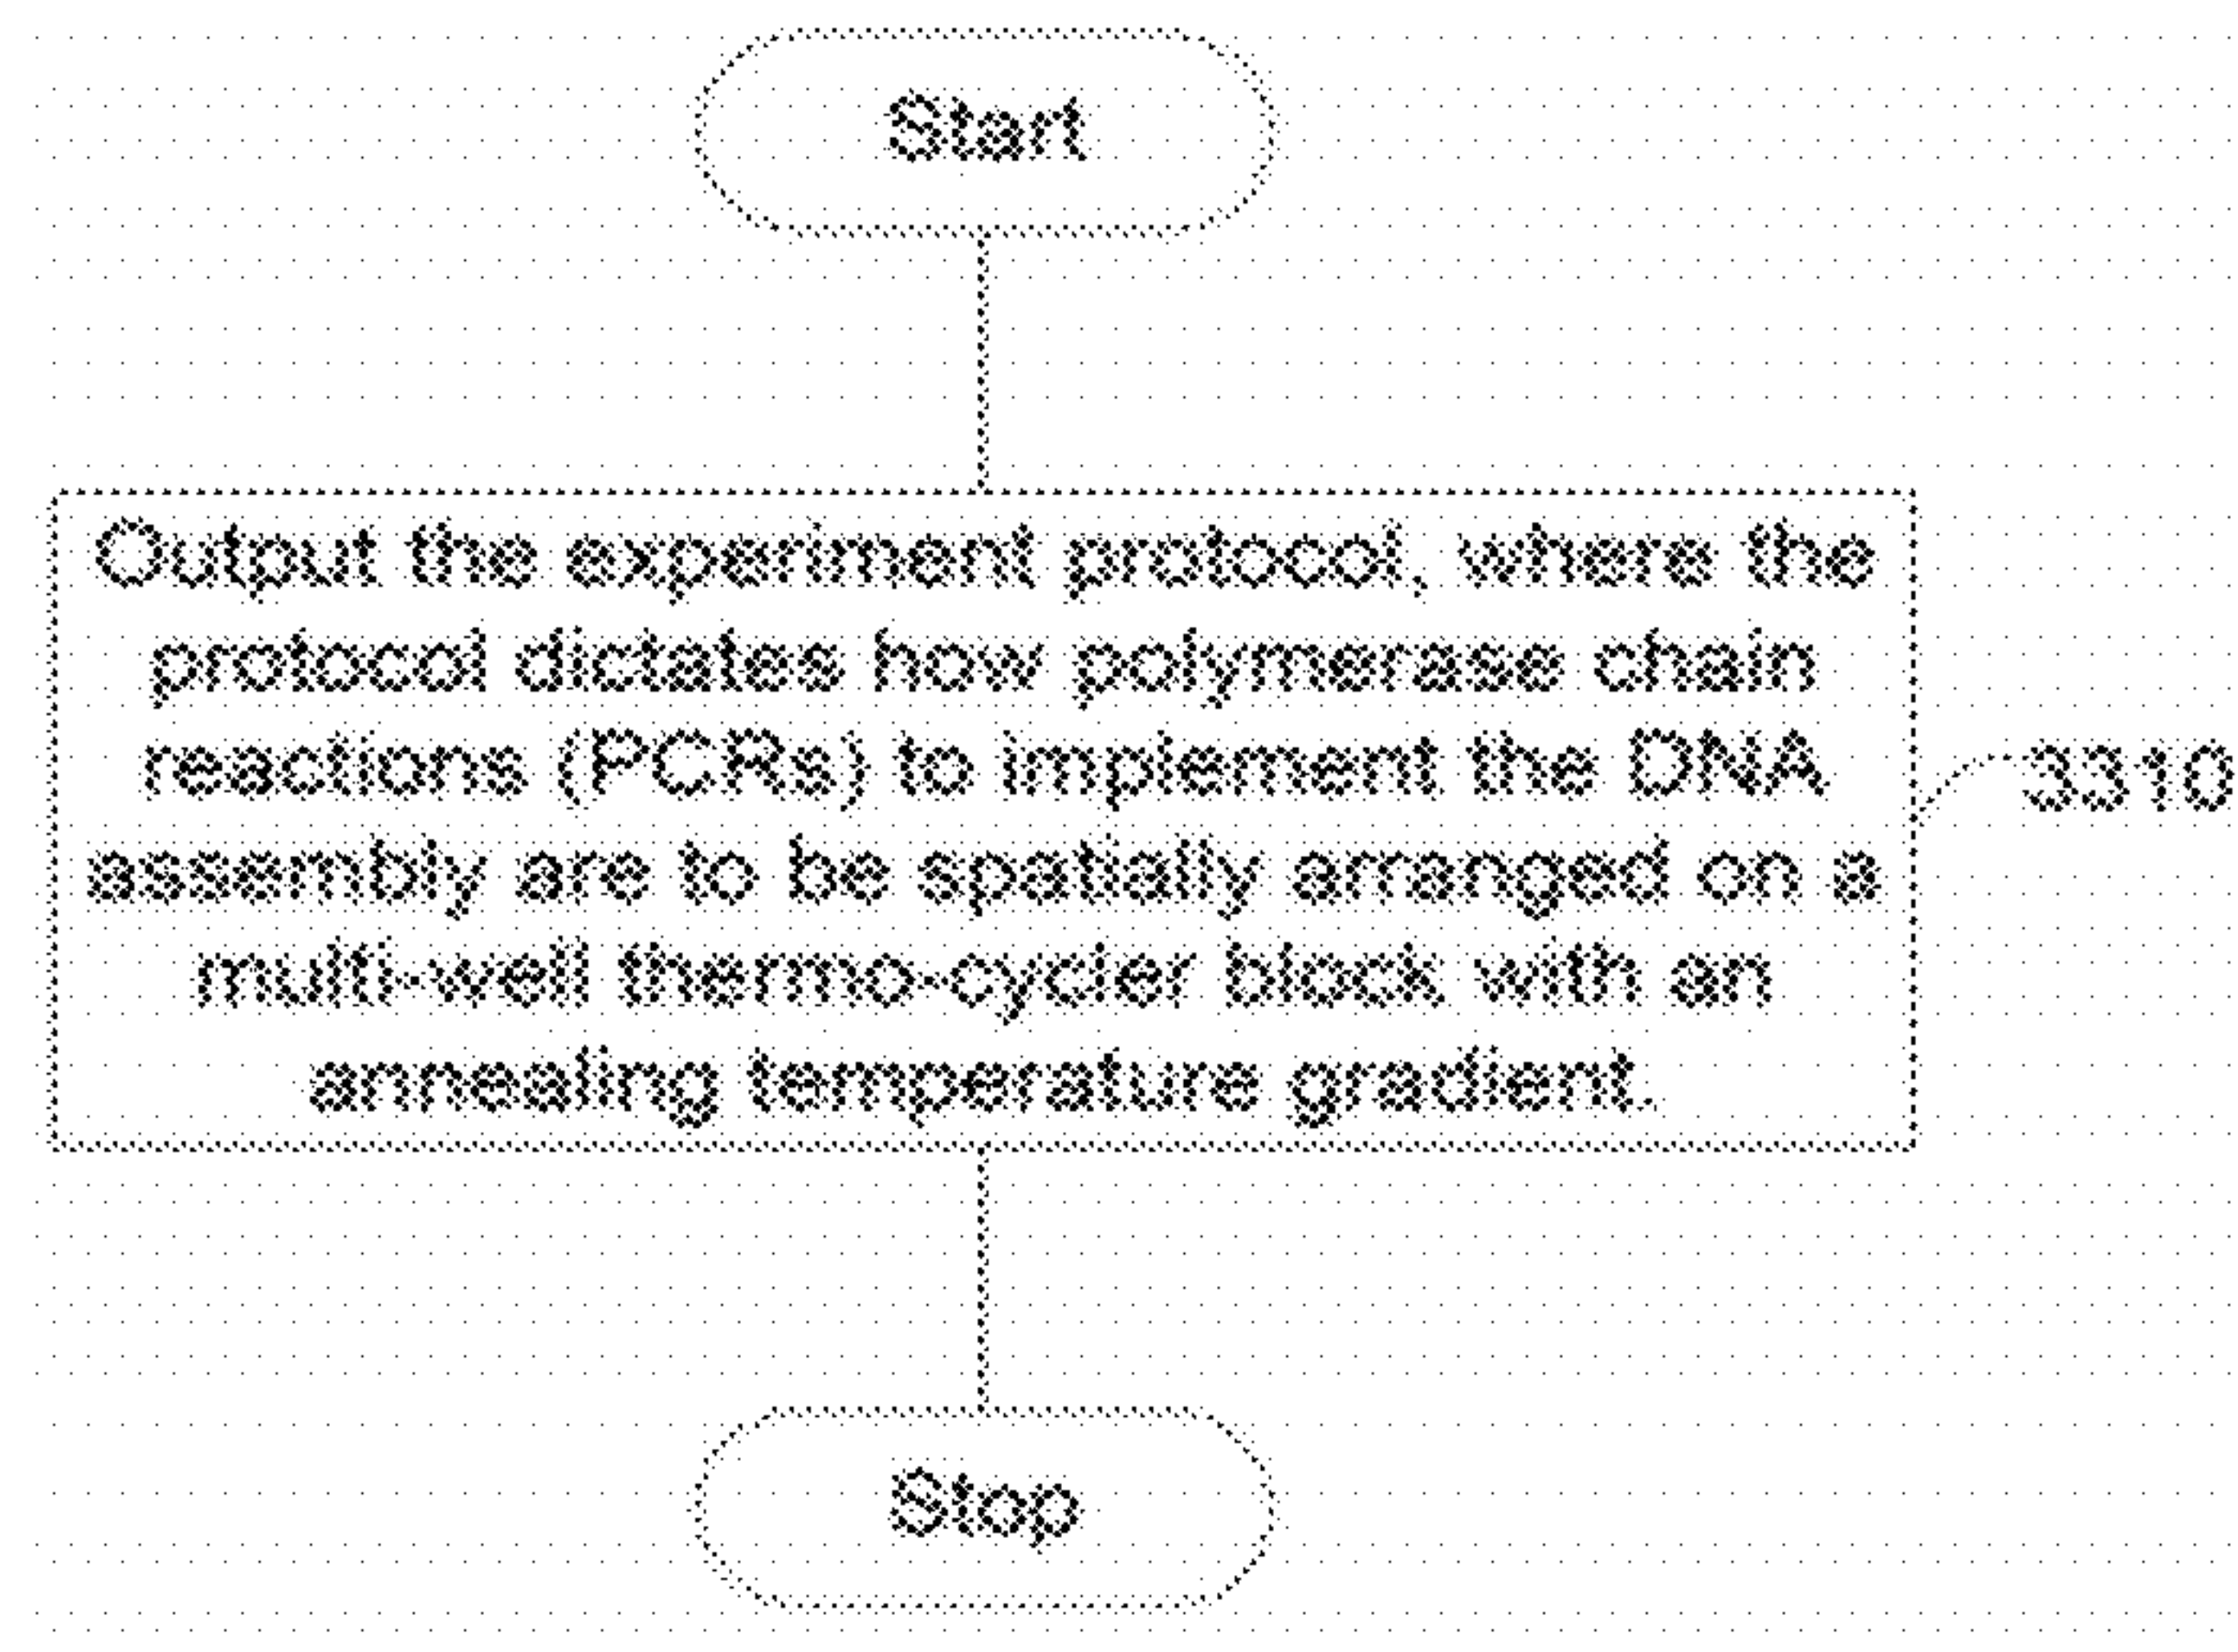 Start
Output the experiment protocol, where the
protocol dictates how polymerase chain
reactions (PCRs) to implement the DNA
assembly are to be spatially arranged on a
multi-well thermo-cycler block with an
annealing temperature gradient.
3310
Stop